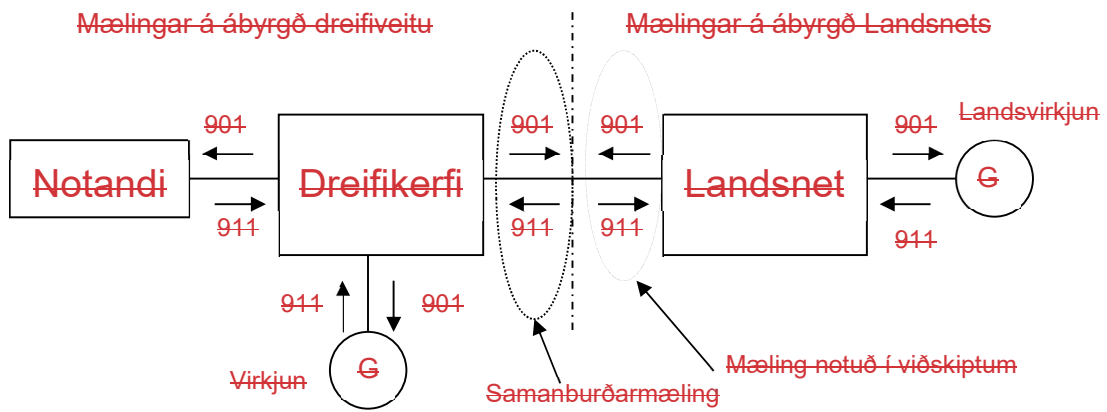 Mælingar á ábyrgð dreifiveitu
Mælingar á ábyrgð Landsnets
901
901
901
901
Landsvirkjun
Notandi
Dreifikerfi
Landsnet
G
911
911
911
911
911
901
G
Virkjun
Samanburðarmæling
Mæling notuð í viðskiptum